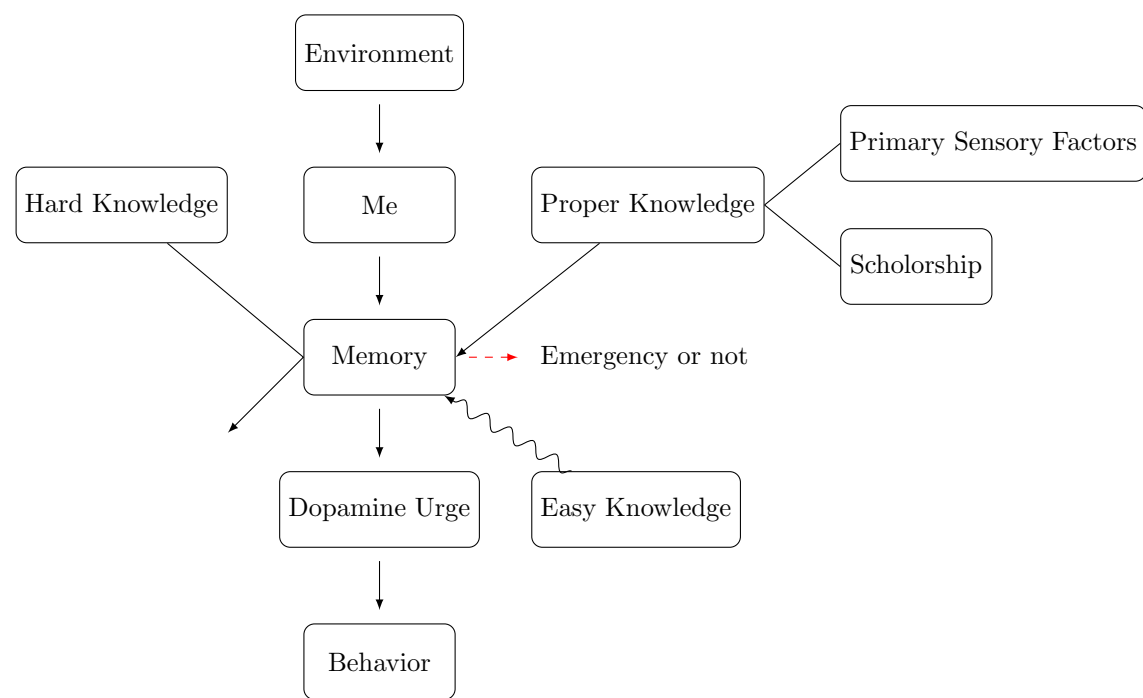 Environment
Primary Sensory Factors
Hard Knowledge
Me
Proper Knowledge
Scholorship
Memory
Emergency or not
Dopamine Urge
Easy Knowledge
Behavior